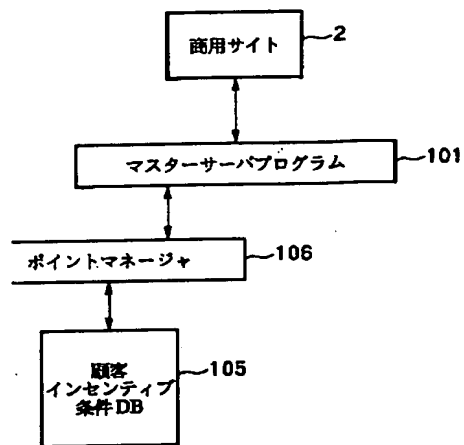 商用サイト
2
マスターサーバプログラム
101
ポイントマネージャ
106
顧客
インセンティブ
条件DB
105